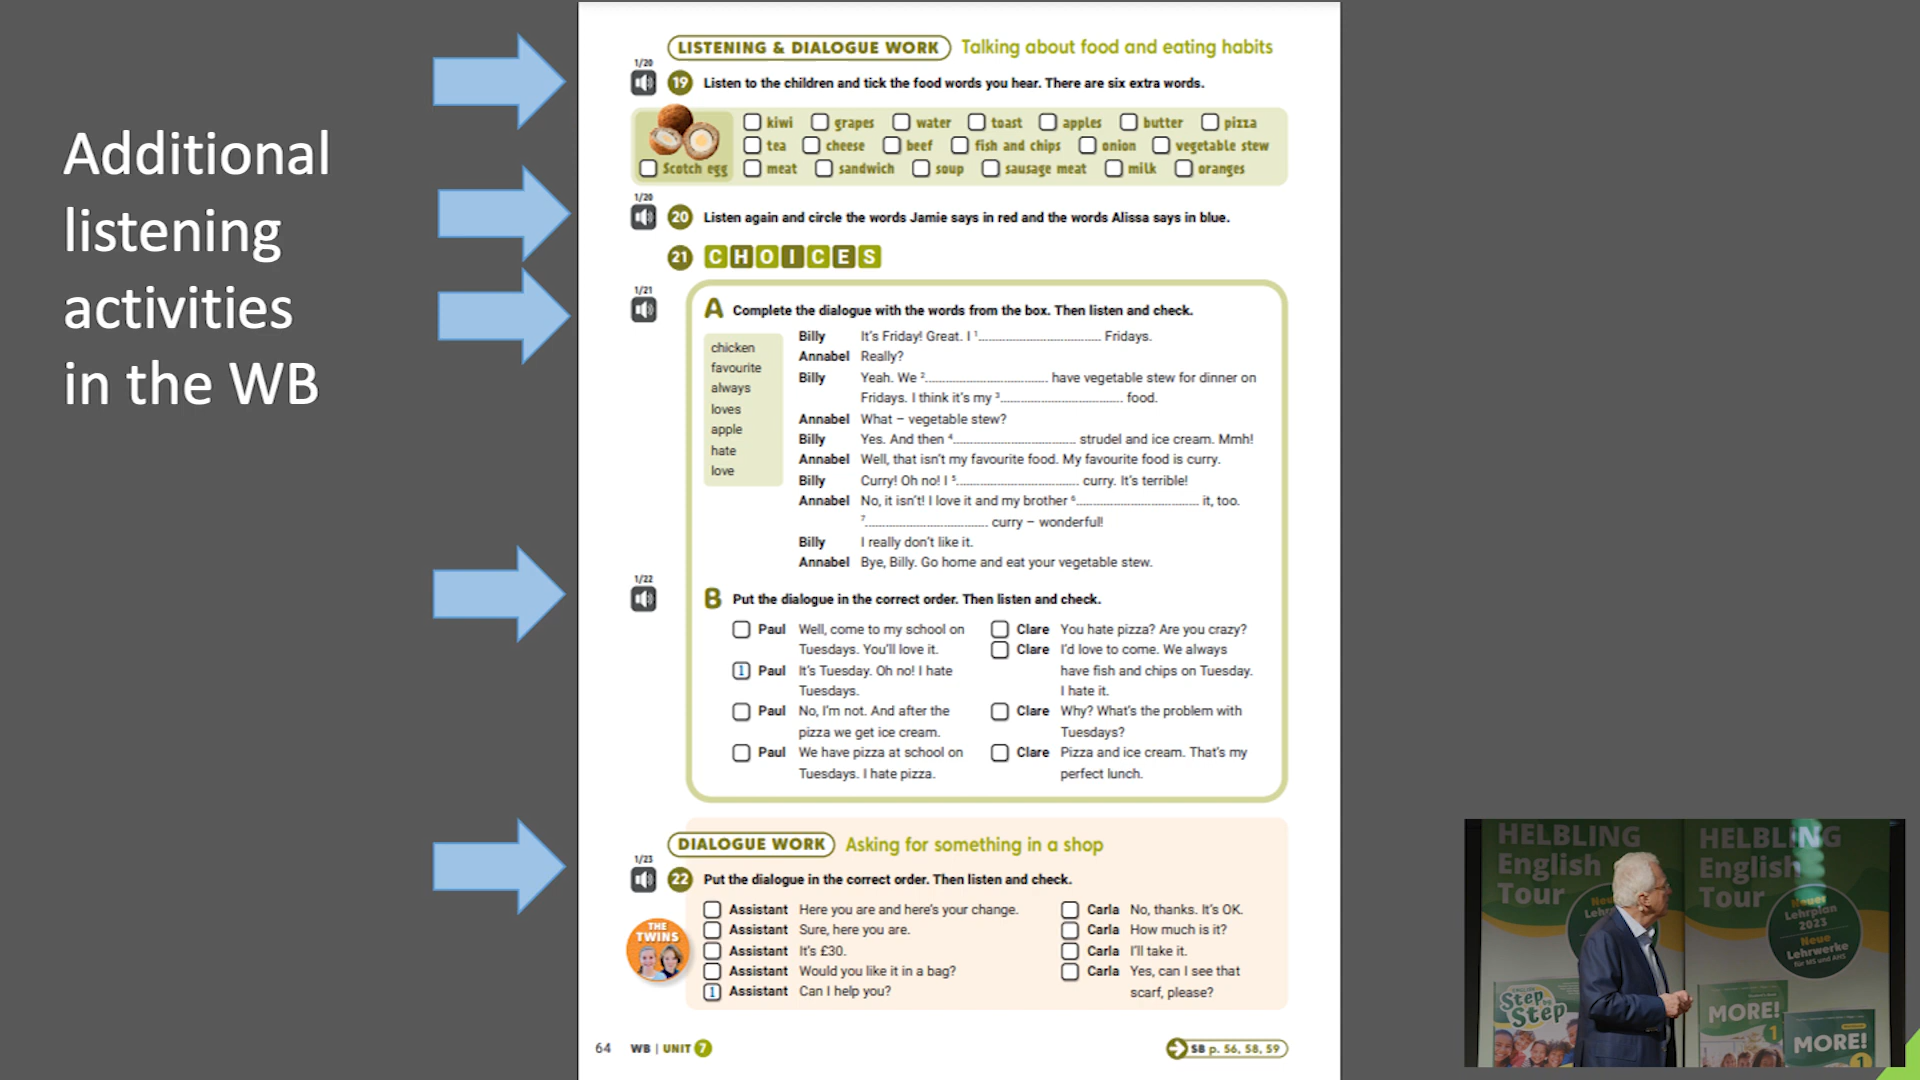 Additional
listening
activities
in the WB
LISTENING & DIALOGUE WORK Talking about food and eating habits
1/20
19 Listen to the children and tick the food words you hear. There are six extra words.
kiwi grapes water toast apples butter pizza
tea cheese beef fish and chips onion vegetable stew
Scotch egg meat sandwich soup sausage meat milk oranges
1/20
20 Listen again and circle the words Jamie says in red and the words Alissa says in blue.
21 CHOICES
1/21
A Complete the dialogue with the words from the box. Then listen and check.
chicken
favourite
always
loves
apple
hate
love
Billy It's Friday! Great. I 1 Fridays.
Annabel Really?
Billy Yeah. We 2 have vegetable stew for dinner on
Fridays. I think it's my 3 food.
Annabel What – vegetable stew?
Billy Yes. And then 4 strudel and ice cream. Mmh!
Annabel Well, that isn't my favourite food. My favourite food is curry.
Billy Curry! Oh no! I 5 curry. It's terrible!
Annabel No, it isn't! I love it and my brother 6 it, too.
7 curry – wonderful!
Billy I really don't like it.
Annabel Bye, Billy. Go home and eat your vegetable stew.
1/22
B Put the dialogue in the correct order. Then listen and check.
Paul Well, come to my school on
Tuesdays. You'll love it.
1 Paul It's Tuesday. Oh no! I hate
Tuesdays.
Paul No, I'm not. And after the
pizza we get ice cream.
Paul We have pizza at school on
Tuesdays. I hate pizza.
Clare You hate pizza? Are you crazy?
Clare I'd love to come. We always
have fish and chips on Tuesday.
I hate it.
Clare Why? What's the problem with
Tuesdays?
Clare Pizza and ice cream. That's my
perfect lunch.
DIALOGUE WORK Asking for something in a shop
1/23
22 Put the dialogue in the correct order. Then listen and check.
THE
TWINS
Assistant Here you are and here's your change.
Assistant Sure, here you are.
Assistant It's £30.
Assistant Would you like it in a bag?
1 Assistant Can I help you?
Carla No, thanks. It's OK.
Carla How much is it?
Carla I'll take it.
Carla Yes, can I see that
scarf, please?
64 WB | UNIT 7
SB p. 56, 58, 59
HELBLING
English
Tour
HELBLING
English
Tour
Neuer
Lehrplan
2023
Neue
Lehrwerke
für MS und AHS
Step by
Step
MORE! 1
MORE! 1